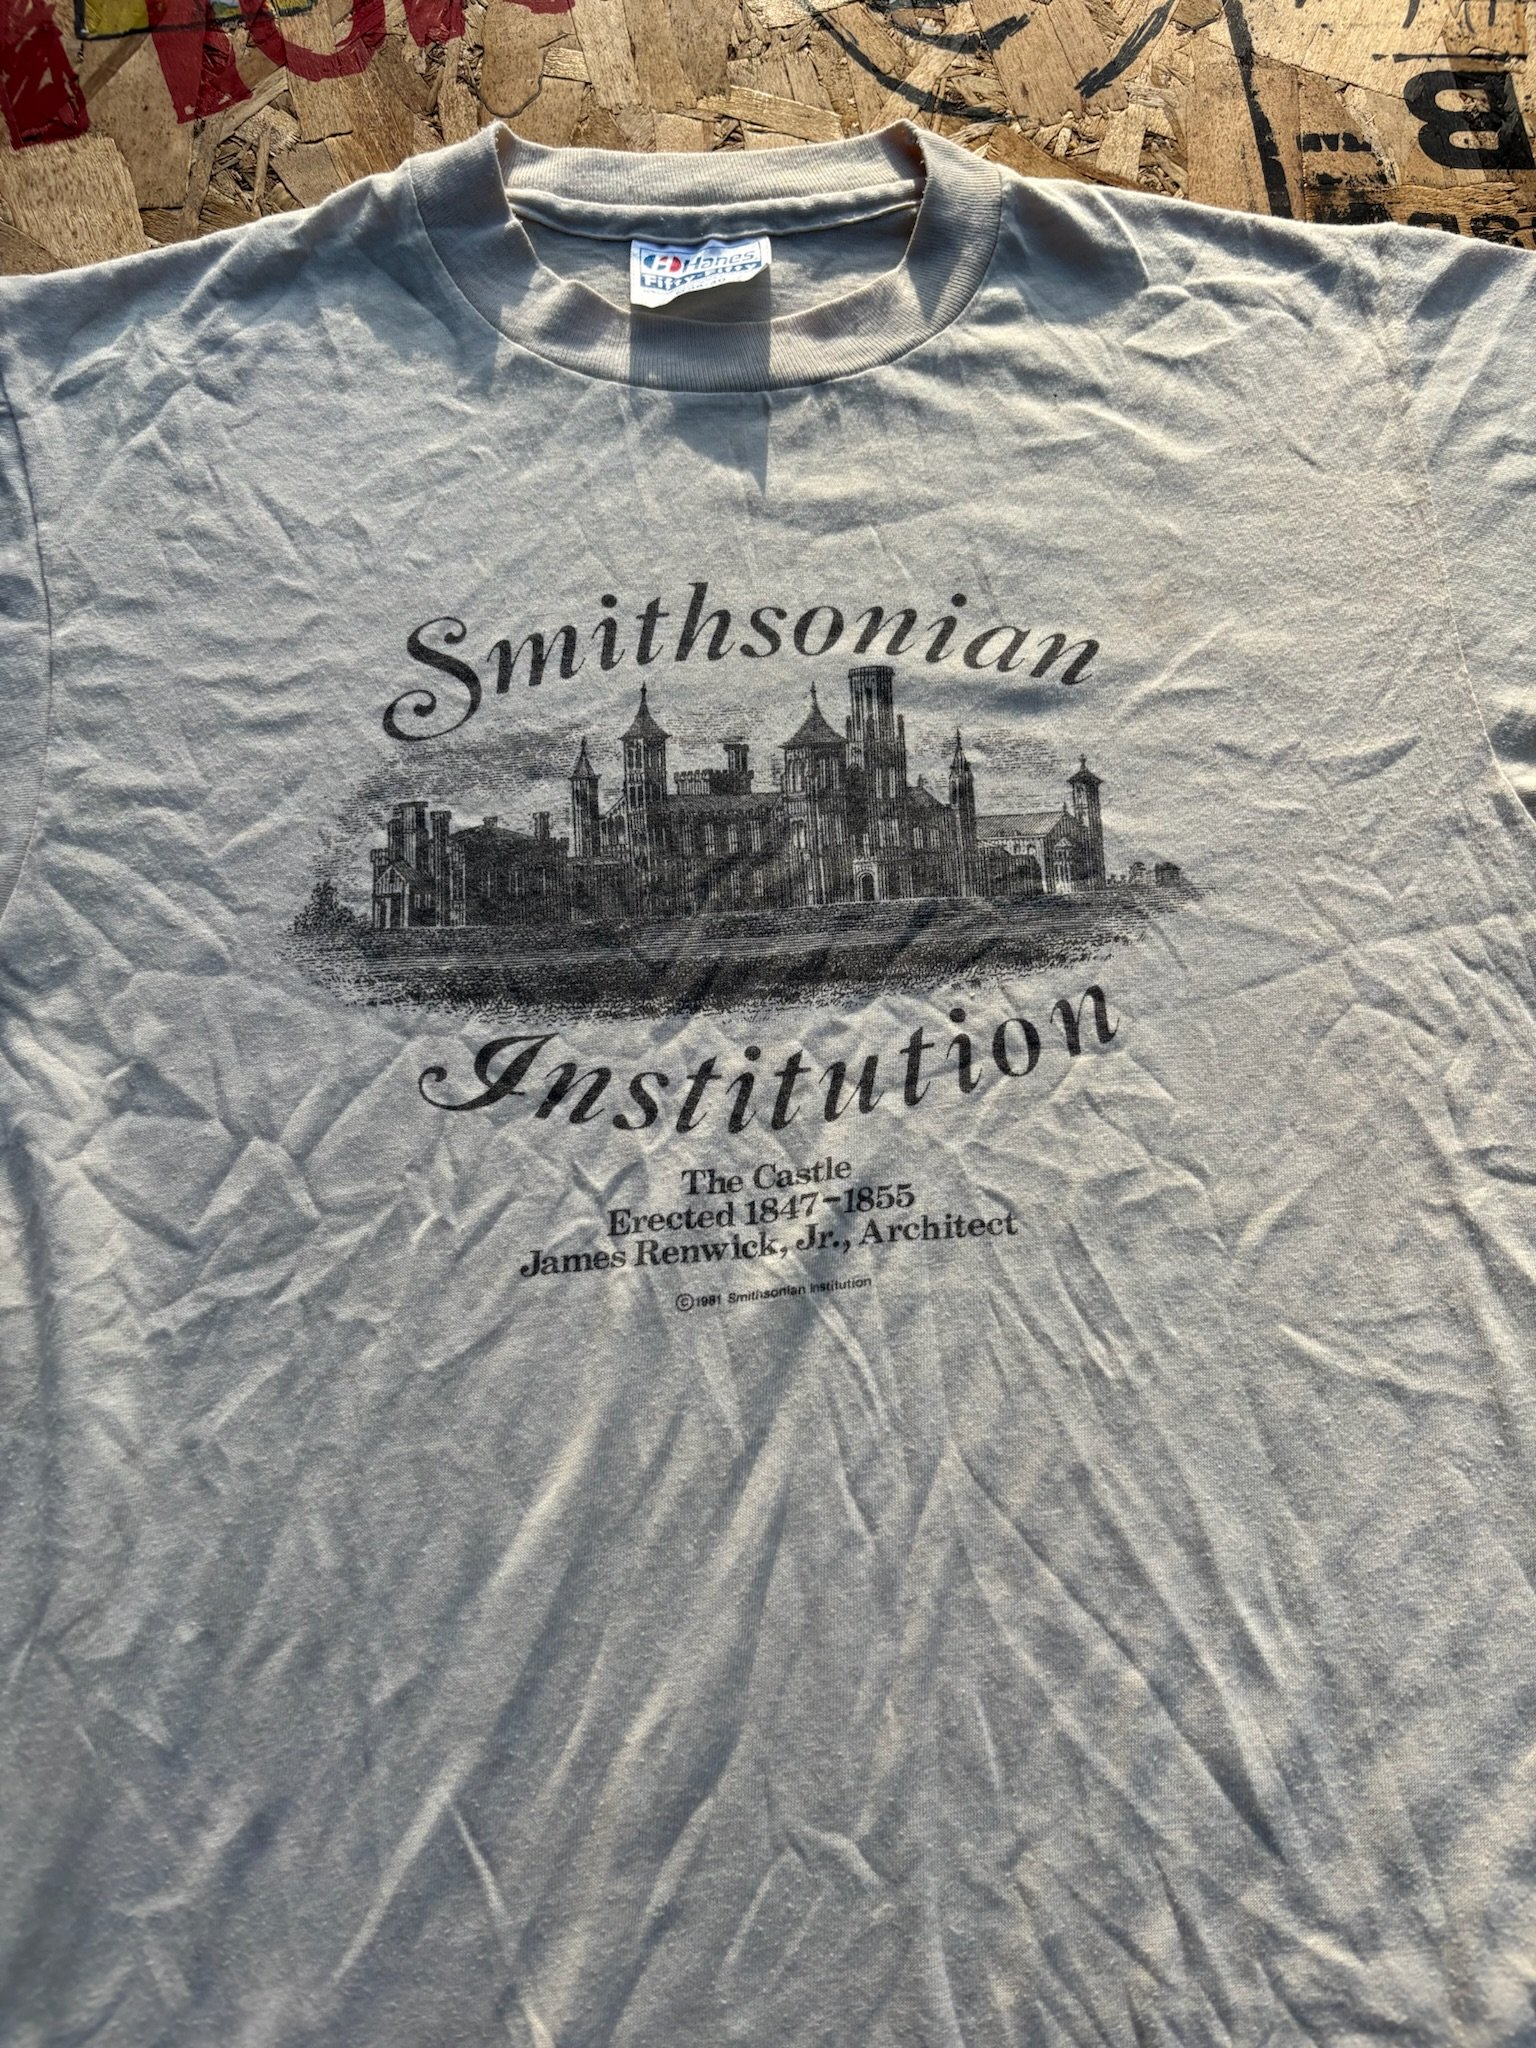 Hanes
Fifty-Fifty
Smithsonian
Institution
The Castle
Erected 1847-1855
James Renwick, Jr., Architect
©1981 Smithsonian Institution